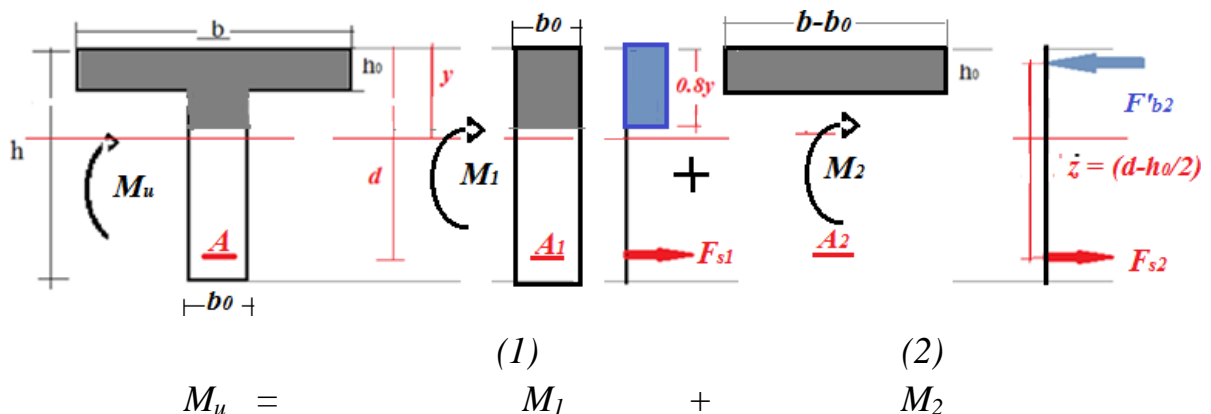 b b₀ b-b₀
h₀ y 0.8y h₀ F'b2
h d ż = (d-h₀/2)
Mu M₁ + M₂
A A₁ Fs1 A₂ Fs2
b₀
(1) (2)
Mu = M₁ + M₂